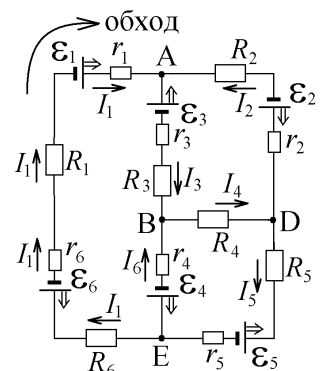 обход
ε₁ r₁ A R₂
I₁ I₂ ε₂
ε₃
r₃ r₂
I₁ R₁ R₃ I₃ I₄
B D
R₄
I₁ r₆ I₆ r₄ R₅
ε₆ ε₄ I₅
I₁
R₆ E r₅ ε₅